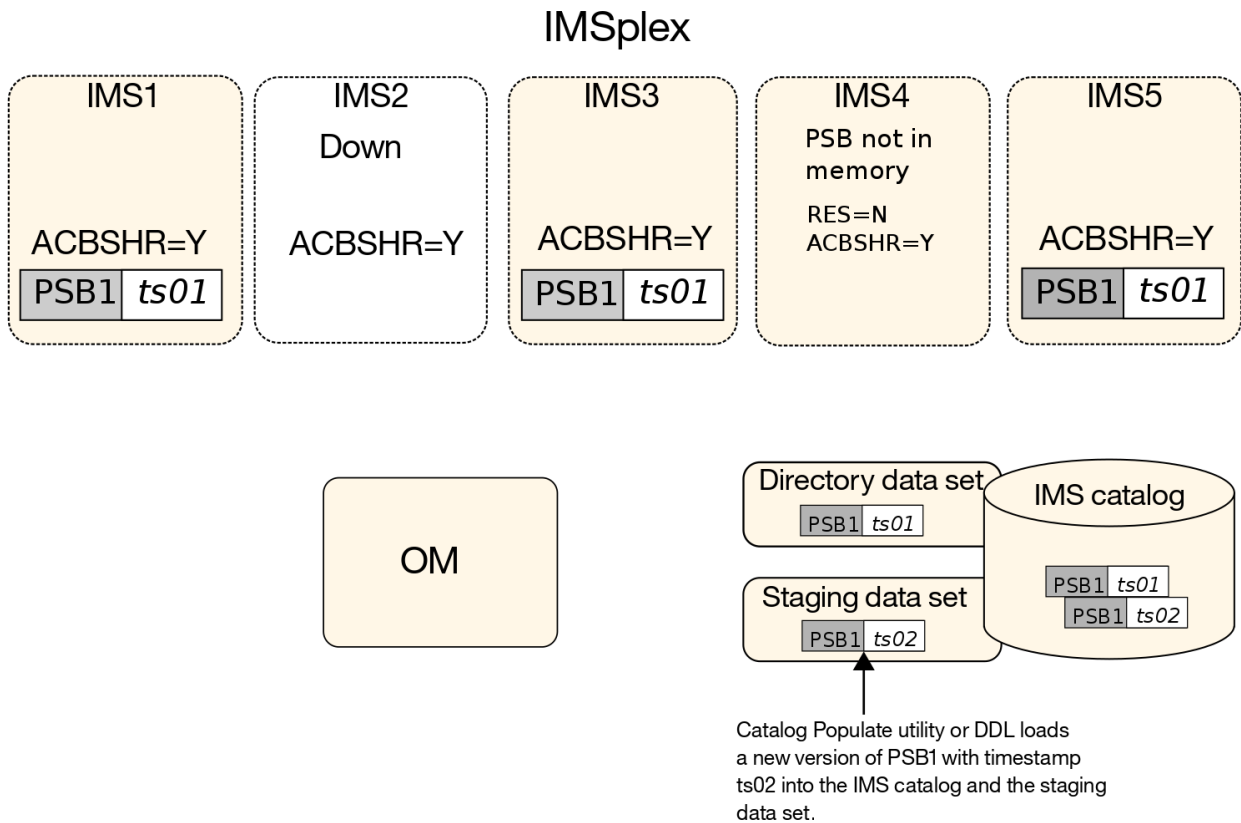 IMSplex
IMS1
ACBSHR=Y
PSB1 ts01
IMS2
Down
ACBSHR=Y
IMS3
ACBSHR=Y
PSB1 ts01
IMS4
PSB not in
memory
RES=N
ACBSHR=Y
IMS5
ACBSHR=Y
PSB1 ts01
OM
Directory data set
PSB1 ts01
Staging data set
PSB1 ts02
IMS catalog
PSB1 ts01
PSB1 ts02
Catalog Populate utility or DDL loads
a new version of PSB1 with timestamp
ts02 into the IMS catalog and the staging
data set.